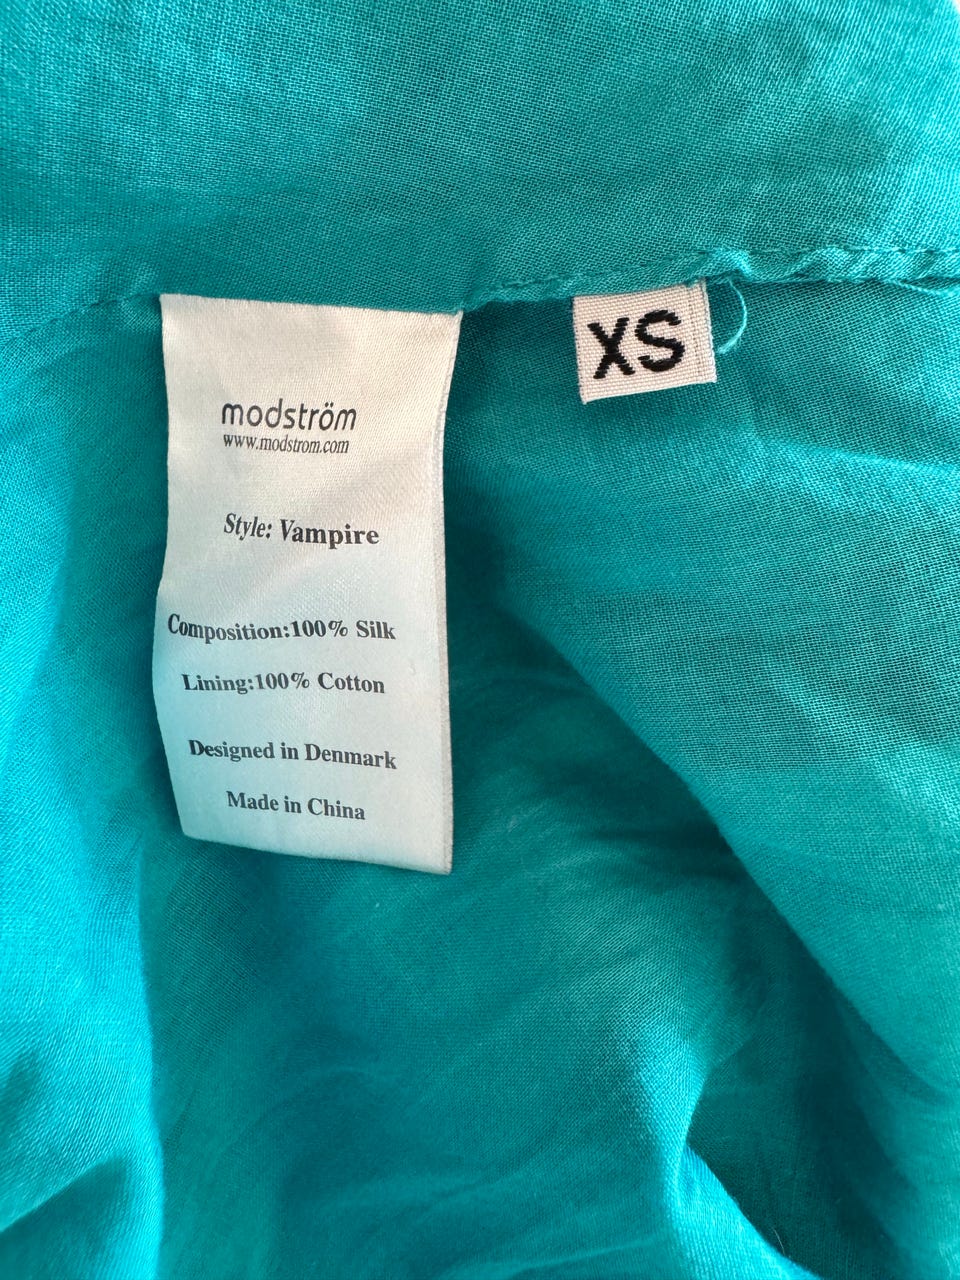 modström
www.modstrom.com
Style: Vampire
Composition:100% Silk
Lining:100% Cotton
Designed in Denmark
Made in China
XS